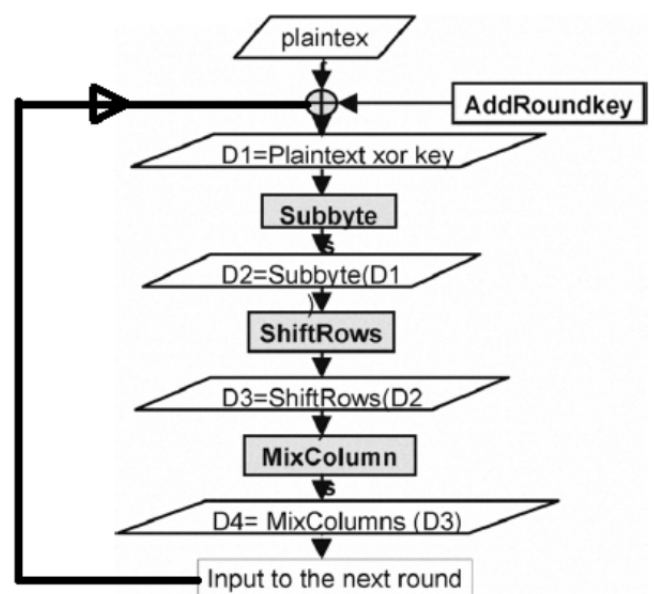 plaintex
AddRoundkey
D1=Plaintext xor key
Subbyte
s
D2=Subbyte(D1
)
ShiftRows
D3=ShiftRows(D2
)
MixColumn
s
D4= MixColumns (D3)
Input to the next round